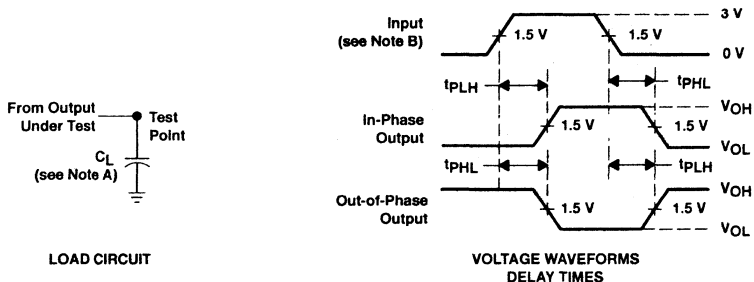 From Output
Under Test
Test
Point
CL
(see Note A)
LOAD CIRCUIT
Input
(see Note B)
1.5 V
1.5 V
3 V
0 V
tPLH
tPHL
In-Phase
Output
1.5 V
1.5 V
VOH
VOL
tPHL
tPLH
Out-of-Phase
Output
1.5 V
1.5 V
VOH
VOL
VOLTAGE WAVEFORMS
DELAY TIMES